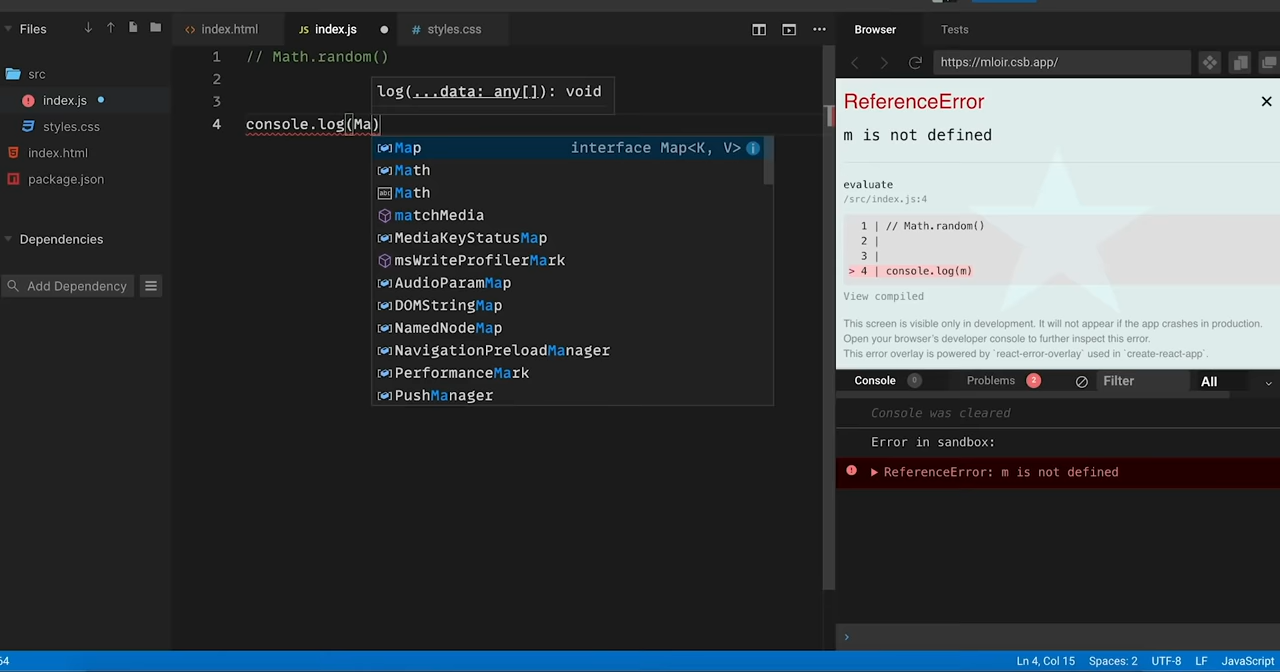 Files
src
index.js
styles.css
index.html
package.json
Dependencies
Add Dependency
index.html
JS index.js
# styles.css
1 // Math.random()
2
3
4 console.log(Ma)
log(...data: any[]): void
Map interface Map<K, V>
Math
abc Math
matchMedia
MediaKeyStatusMap
msWriteProfilerMark
AudioParamMap
DOMStringMap
NamedNodeMap
NavigationPreloadManager
PerformanceMark
PushManager
Browser Tests
https://mloir.csb.app/
ReferenceError
m is not defined
evaluate
/src/index.js:4
1 | // Math.random()
2 |
3 |
> 4 | console.log(m)
View compiled
This screen is visible only in development. It will not appear if the app crashes in production.
Open your browser's developer console to further inspect this error.
This error overlay is powered by `react-error-overlay` used in `create-react-app`.
Console 0 Problems 2 Filter All
Console was cleared
Error in sandbox:
ReferenceError: m is not defined
64 Ln 4, Col 15 Spaces: 2 UTF-8 LF JavaScript